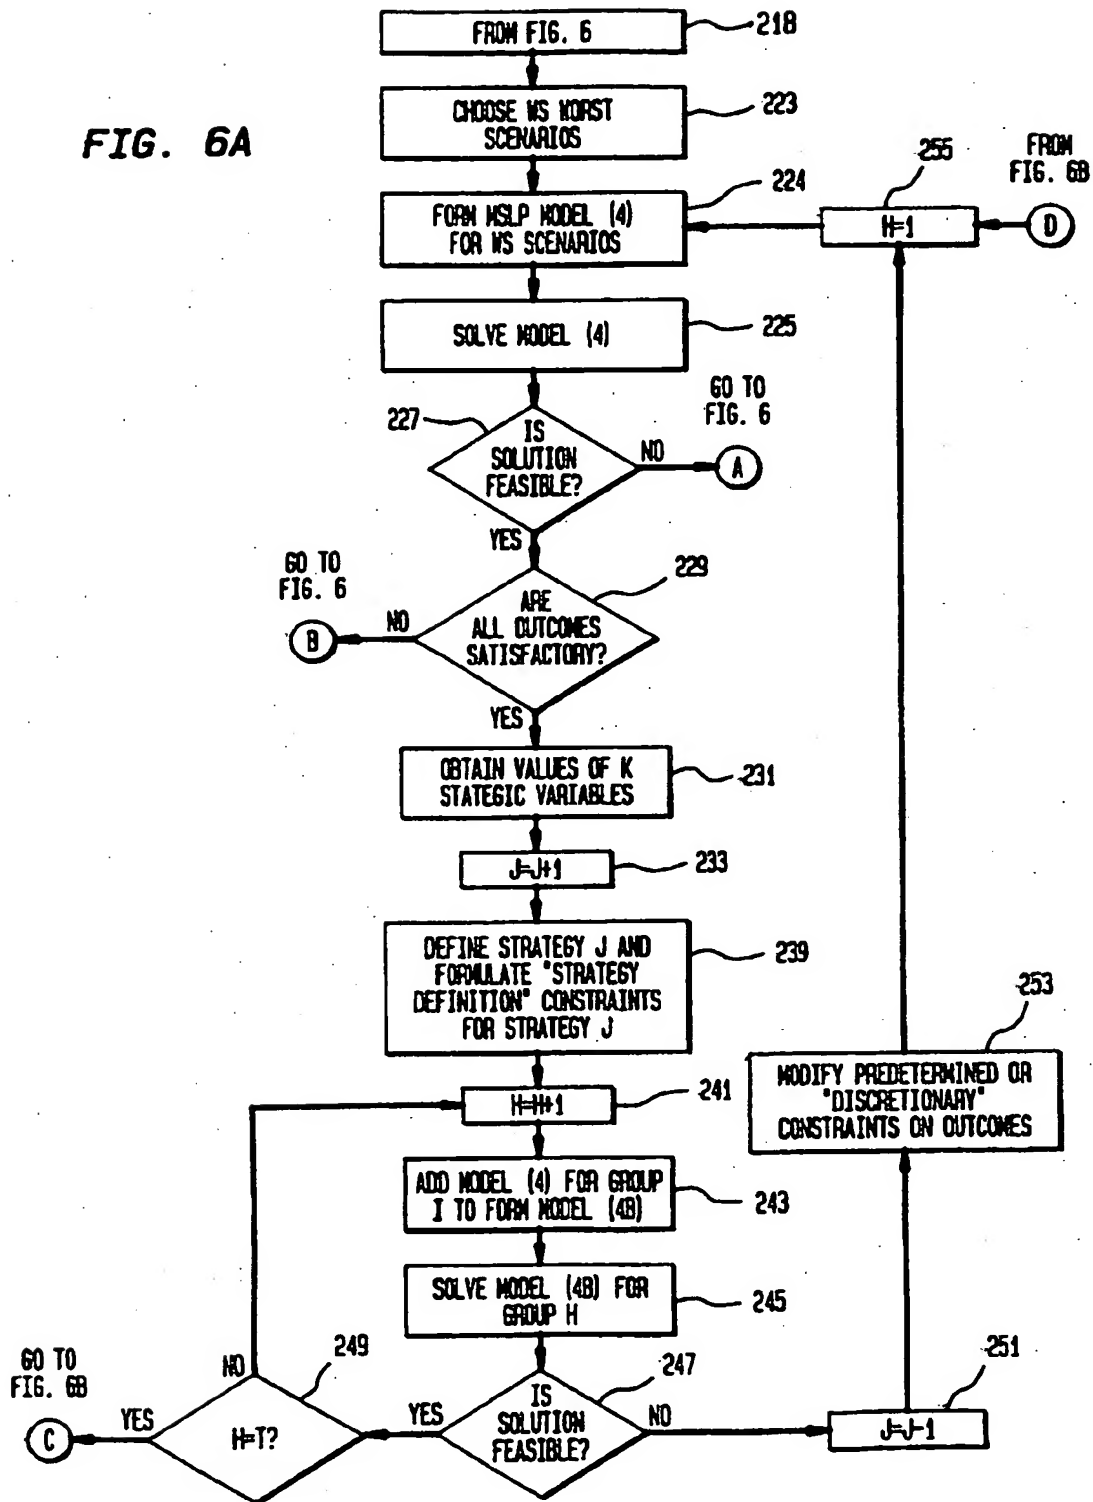 FIG. 6A
FROM FIG. 6
218
CHOOSE WS WORST
SCENARIOS
223
FORM MSLP MODEL (4)
FOR WS SCENARIOS
224
H=1
255
FROM
FIG. 6B
D
SOLVE MODEL (4)
225
IS
SOLUTION
FEASIBLE?
227
NO
GO TO
FIG. 6
A
YES
ARE
ALL OUTCOMES
SATISFACTORY?
229
NO
GO TO
FIG. 6
B
YES
OBTAIN VALUES OF K
STATEGIC VARIABLES
231
J=J+1
233
DEFINE STRATEGY J AND
FORMULATE "STRATEGY
DEFINITION" CONSTRAINTS
FOR STRATEGY J
239
H=H+1
241
253
MODIFY PREDETERMINED OR
"DISCRETIONARY"
CONSTRAINTS ON OUTCOMES
ADD MODEL (4) FOR GROUP
I TO FORM MODEL (4B)
243
SOLVE MODEL (4B) FOR
GROUP H
245
IS
SOLUTION
FEASIBLE?
247
NO
J=J-1
251
YES
H=T?
249
NO
YES
GO TO
FIG. 6B
C